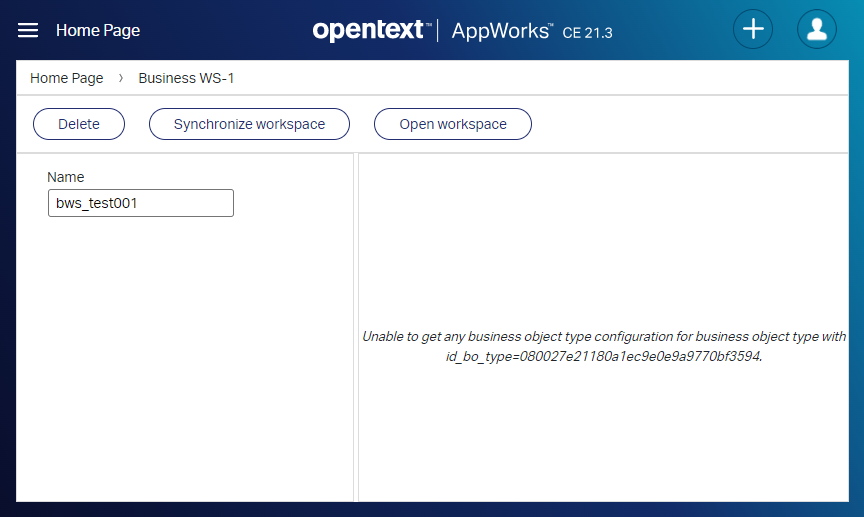 Home Page
opentext™ | AppWorks™ CE 21.3
Home Page › Business WS-1
Delete
Synchronize workspace
Open workspace
Name
bws_test001
Unable to get any business object type configuration for business object type with
id_bo_type=080027e21180a1ec9e0e9a9770bf3594.